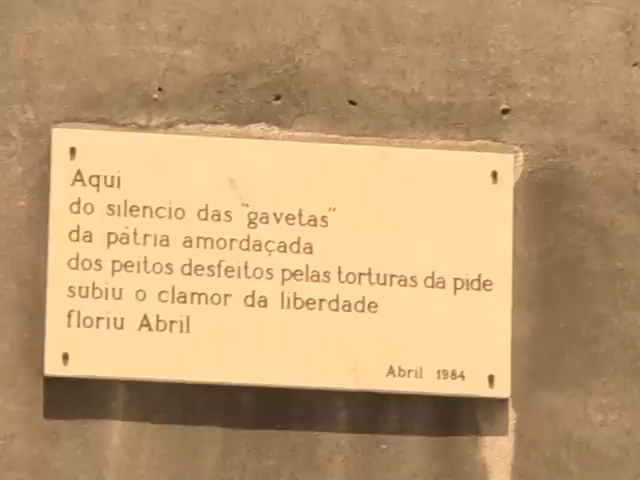 Aqui
do silencio das "gavetas"
da pátria amordaçada
dos peitos desfeitos pelas torturas da pide
subiu o clamor da liberdade
floriu Abril
Abril 1984